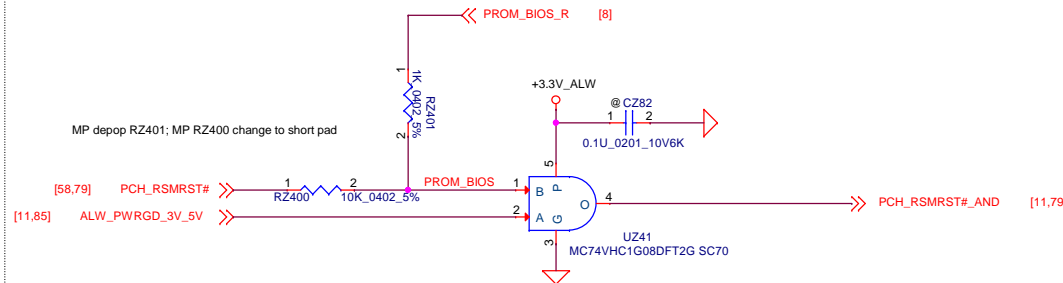 PROM_BIOS_R [8]
1
1K_0402_5%
RZ401
2
+3.3V_ALW
@ CZ82
1 2
0.1U_0201_10V6K
MP depop RZ401; MP RZ400 change to short pad
5
[58,79] PCH_RSMRST# 1 2 PROM_BIOS 1 B P
RZ400 10K_0402_5%
O 4 PCH_RSMRST#_AND [11,79
[11,85] ALW_PWRGD_3V_5V 2 A G
3
UZ41
MC74VHC1G08DFT2G SC70